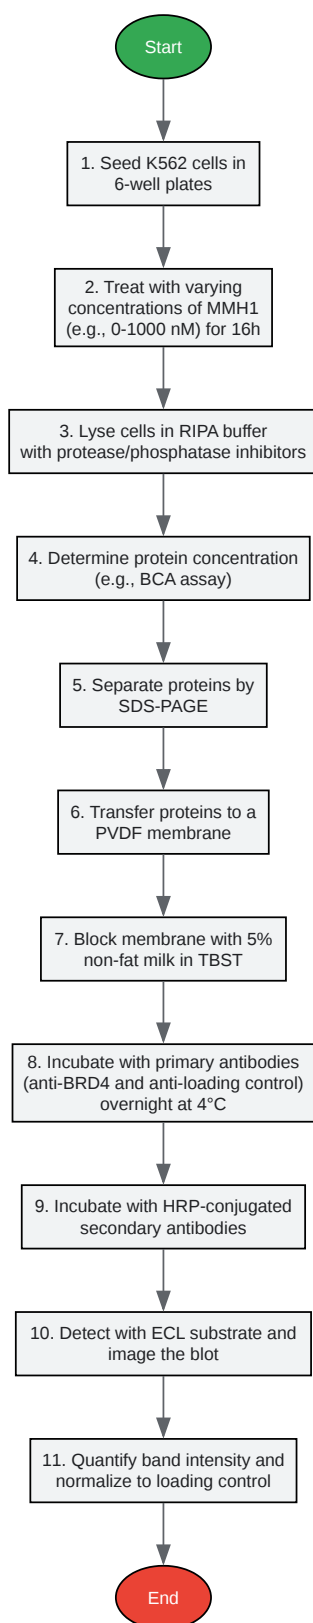 Start
1. Seed K562 cells in
6-well plates
2. Treat with varying
concentrations of MMH1
(e.g., 0-1000 nM) for 16h
3. Lyse cells in RIPA buffer
with protease/phosphatase inhibitors
4. Determine protein concentration
(e.g., BCA assay)
5. Separate proteins by
SDS-PAGE
6. Transfer proteins to a
PVDF membrane
7. Block membrane with 5%
non-fat milk in TBST
8. Incubate with primary antibodies
(anti-BRD4 and anti-loading control)
overnight at 4°C
9. Incubate with HRP-conjugated
secondary antibodies
10. Detect with ECL substrate and
image the blot
11. Quantify band intensity and
normalize to loading control
End